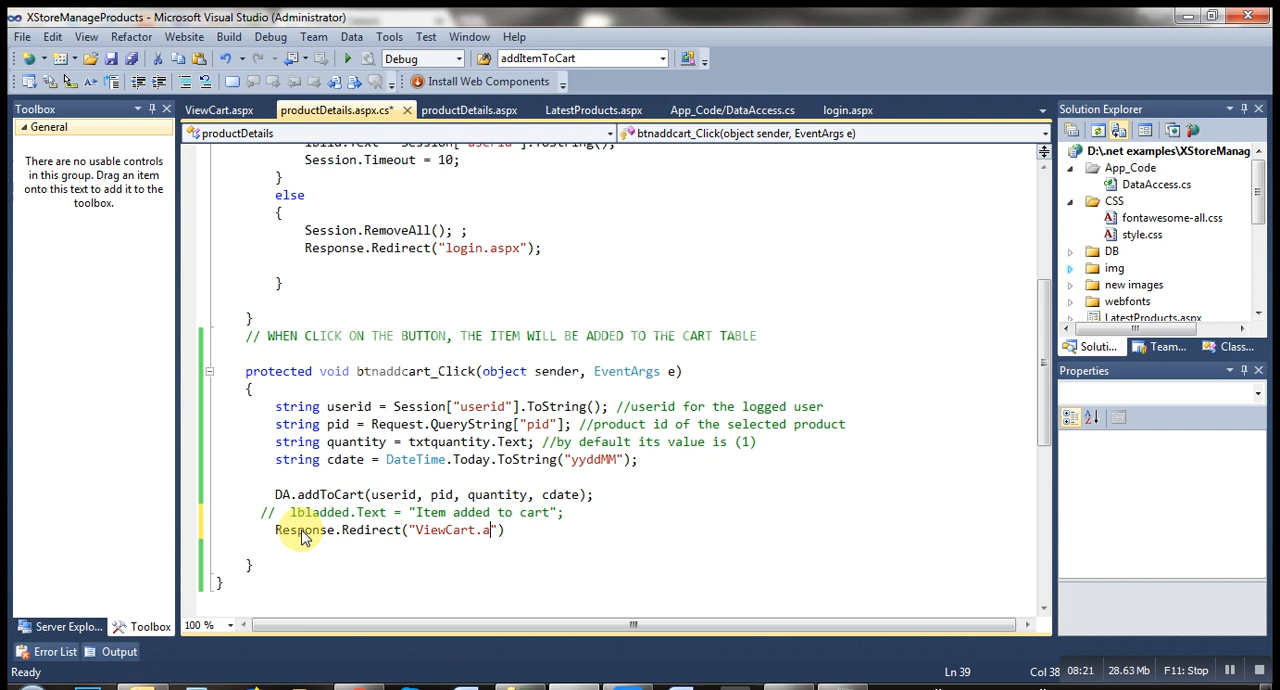 XStoreManageProducts - Microsoft Visual Studio (Administrator)
File Edit View Refactor Website Build Debug Team Data Tools Test Window Help
Debug addItemToCart
Install Web Components
Toolbox
General
There are no usable controls
in this group. Drag an item
onto this text to add it to the
toolbox.
Server Explo... Toolbox
ViewCart.aspx productDetails.aspx.cs* productDetails.aspx LatestProducts.aspx App_Code/DataAccess.cs login.aspx
productDetails btnaddcart_Click(object sender, EventArgs e)
lblid.Text = Session["userid"].ToString();
Session.Timeout = 10;
}
else
{
Session.RemoveAll(); ;
Response.Redirect("login.aspx");
}
}
// WHEN CLICK ON THE BUTTON, THE ITEM WILL BE ADDED TO THE CART TABLE
protected void btnaddcart_Click(object sender, EventArgs e)
{
string userid = Session["userid"].ToString(); //userid for the logged user
string pid = Request.QueryString["pid"]; //product id of the selected product
string quantity = txtquantity.Text; //by default its value is (1)
string cdate = DateTime.Today.ToString("yyddMM");
DA.addToCart(userid, pid, quantity, cdate);
// lbladded.Text = "Item added to cart";
Response.Redirect("ViewCart.a")
}
}
100 %
Solution Explorer
D:\.net examples\XStoreManag
App_Code
DataAccess.cs
CSS
fontawesome-all.css
style.css
DB
img
new images
webfonts
LatestProducts.aspx
Soluti... Team... Class...
Properties
Error List Output
Ready Ln 39 Col 38
08:21 28.63 Mb F11: Stop